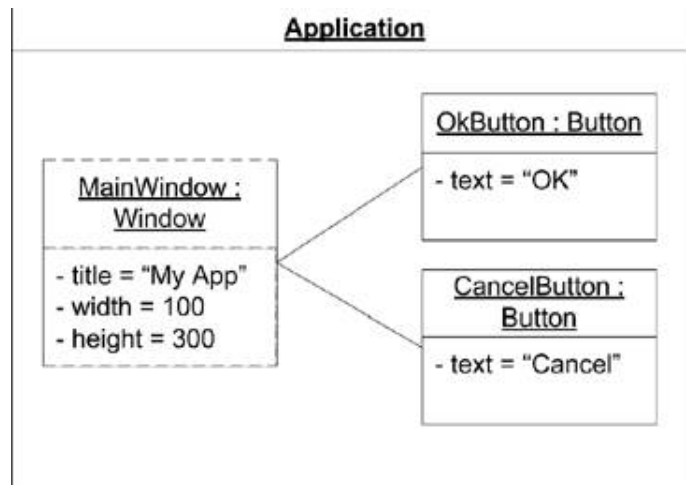 Application
MainWindow :
Window
- title = “My App”
- width = 100
- height = 300
OkButton : Button
- text = “OK”
CancelButton :
Button
- text = “Cancel”